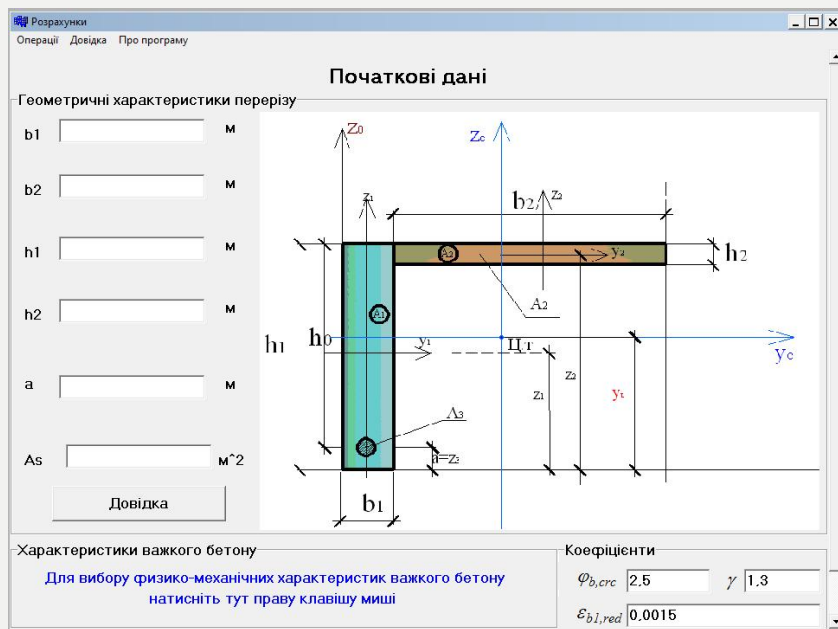 Розрахунки
Операції Довідка Про програму
Початкові дані
Геометричні характеристики перерізу
b1 м
b2 м
h1 м
h2 м
a м
As м^2
Довідка
Z0
Zc
z1
b2
z2
A2
y2
h2
A2
A1
h1
h0
y1
Ц.т
yc
z1
z2
yt
A3
a=z3
b1
Характеристики важкого бетону
Для вибору физико-механічних характеристик важкого бетону
натисніть тут праву клавішу миші
Коефіцієнти
φb,crc 2,5 γ 1,3
εb1,red 0,0015